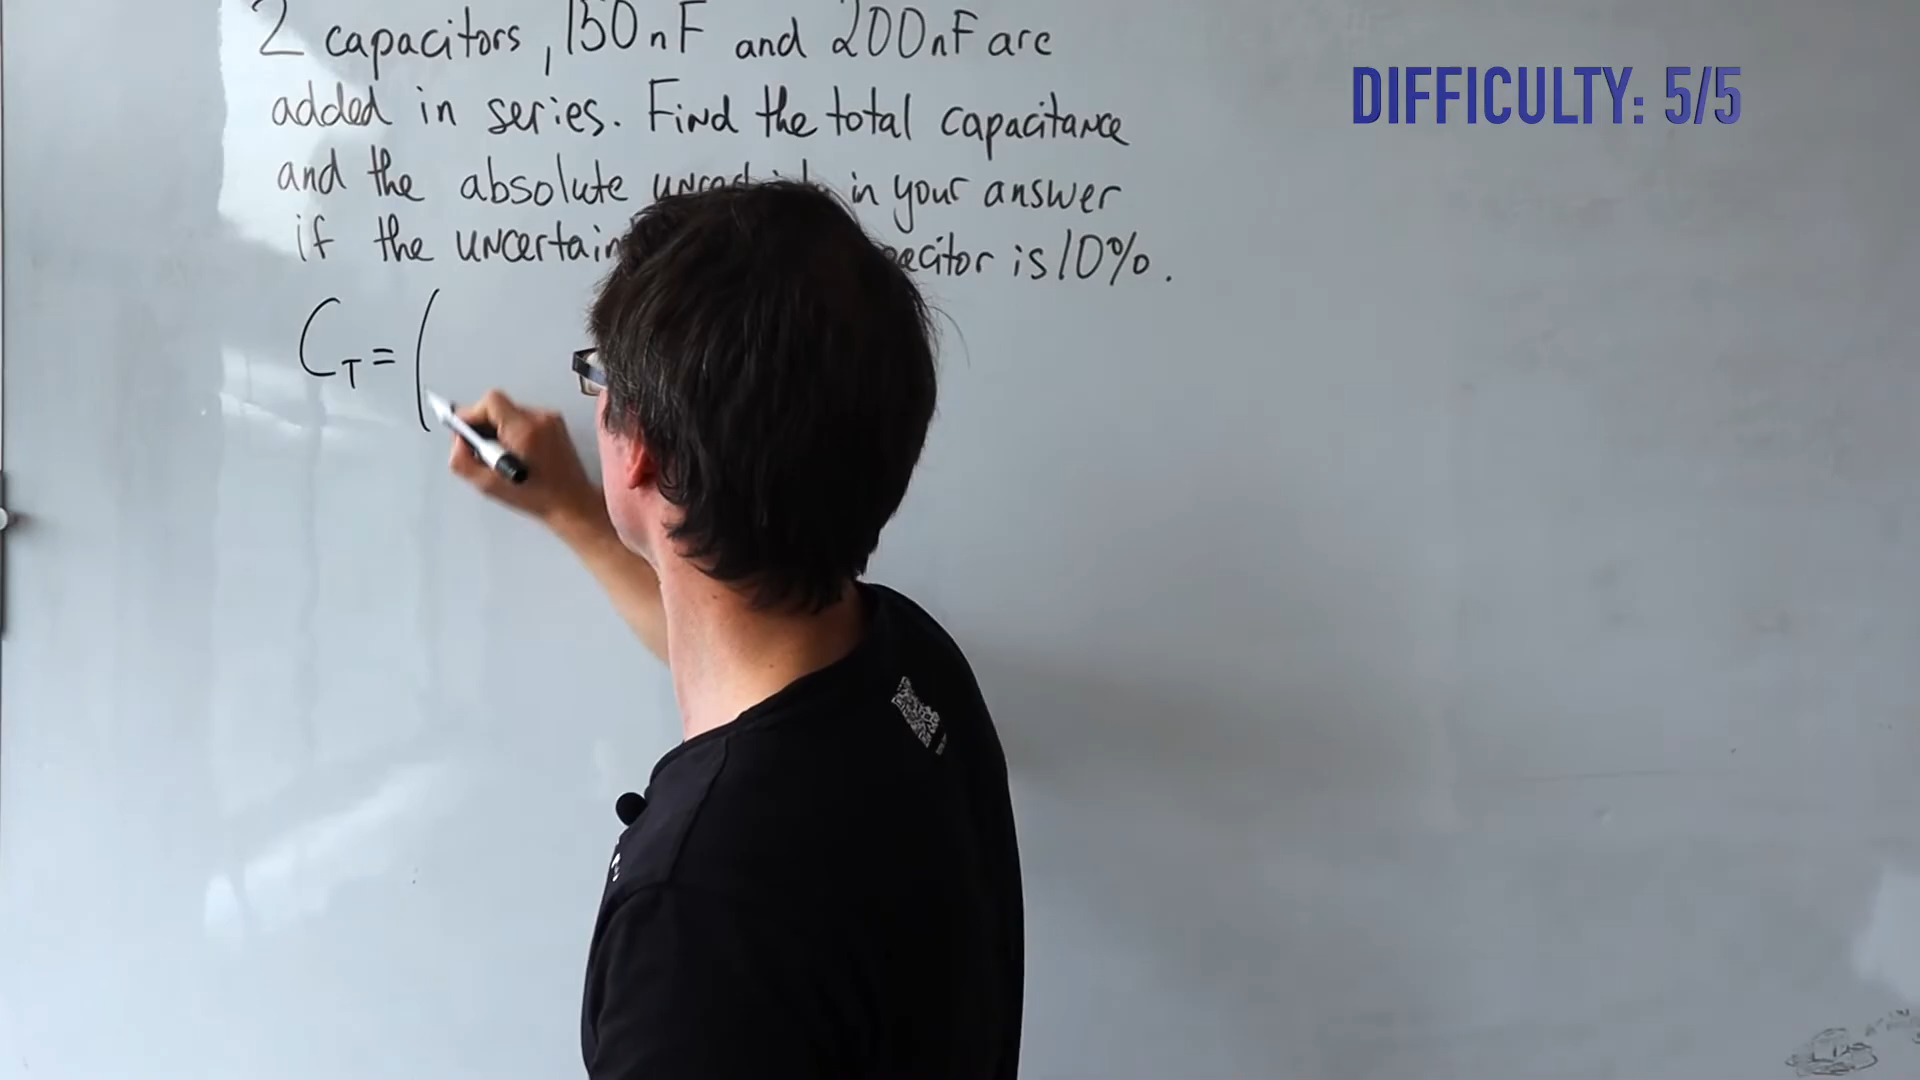 2 capacitors, 150nF and 200nF are
DIFFICULTY: 5/5
added in series. Find the total capacitance
and the absolute in your answer
if the is 10%.
C_T = (